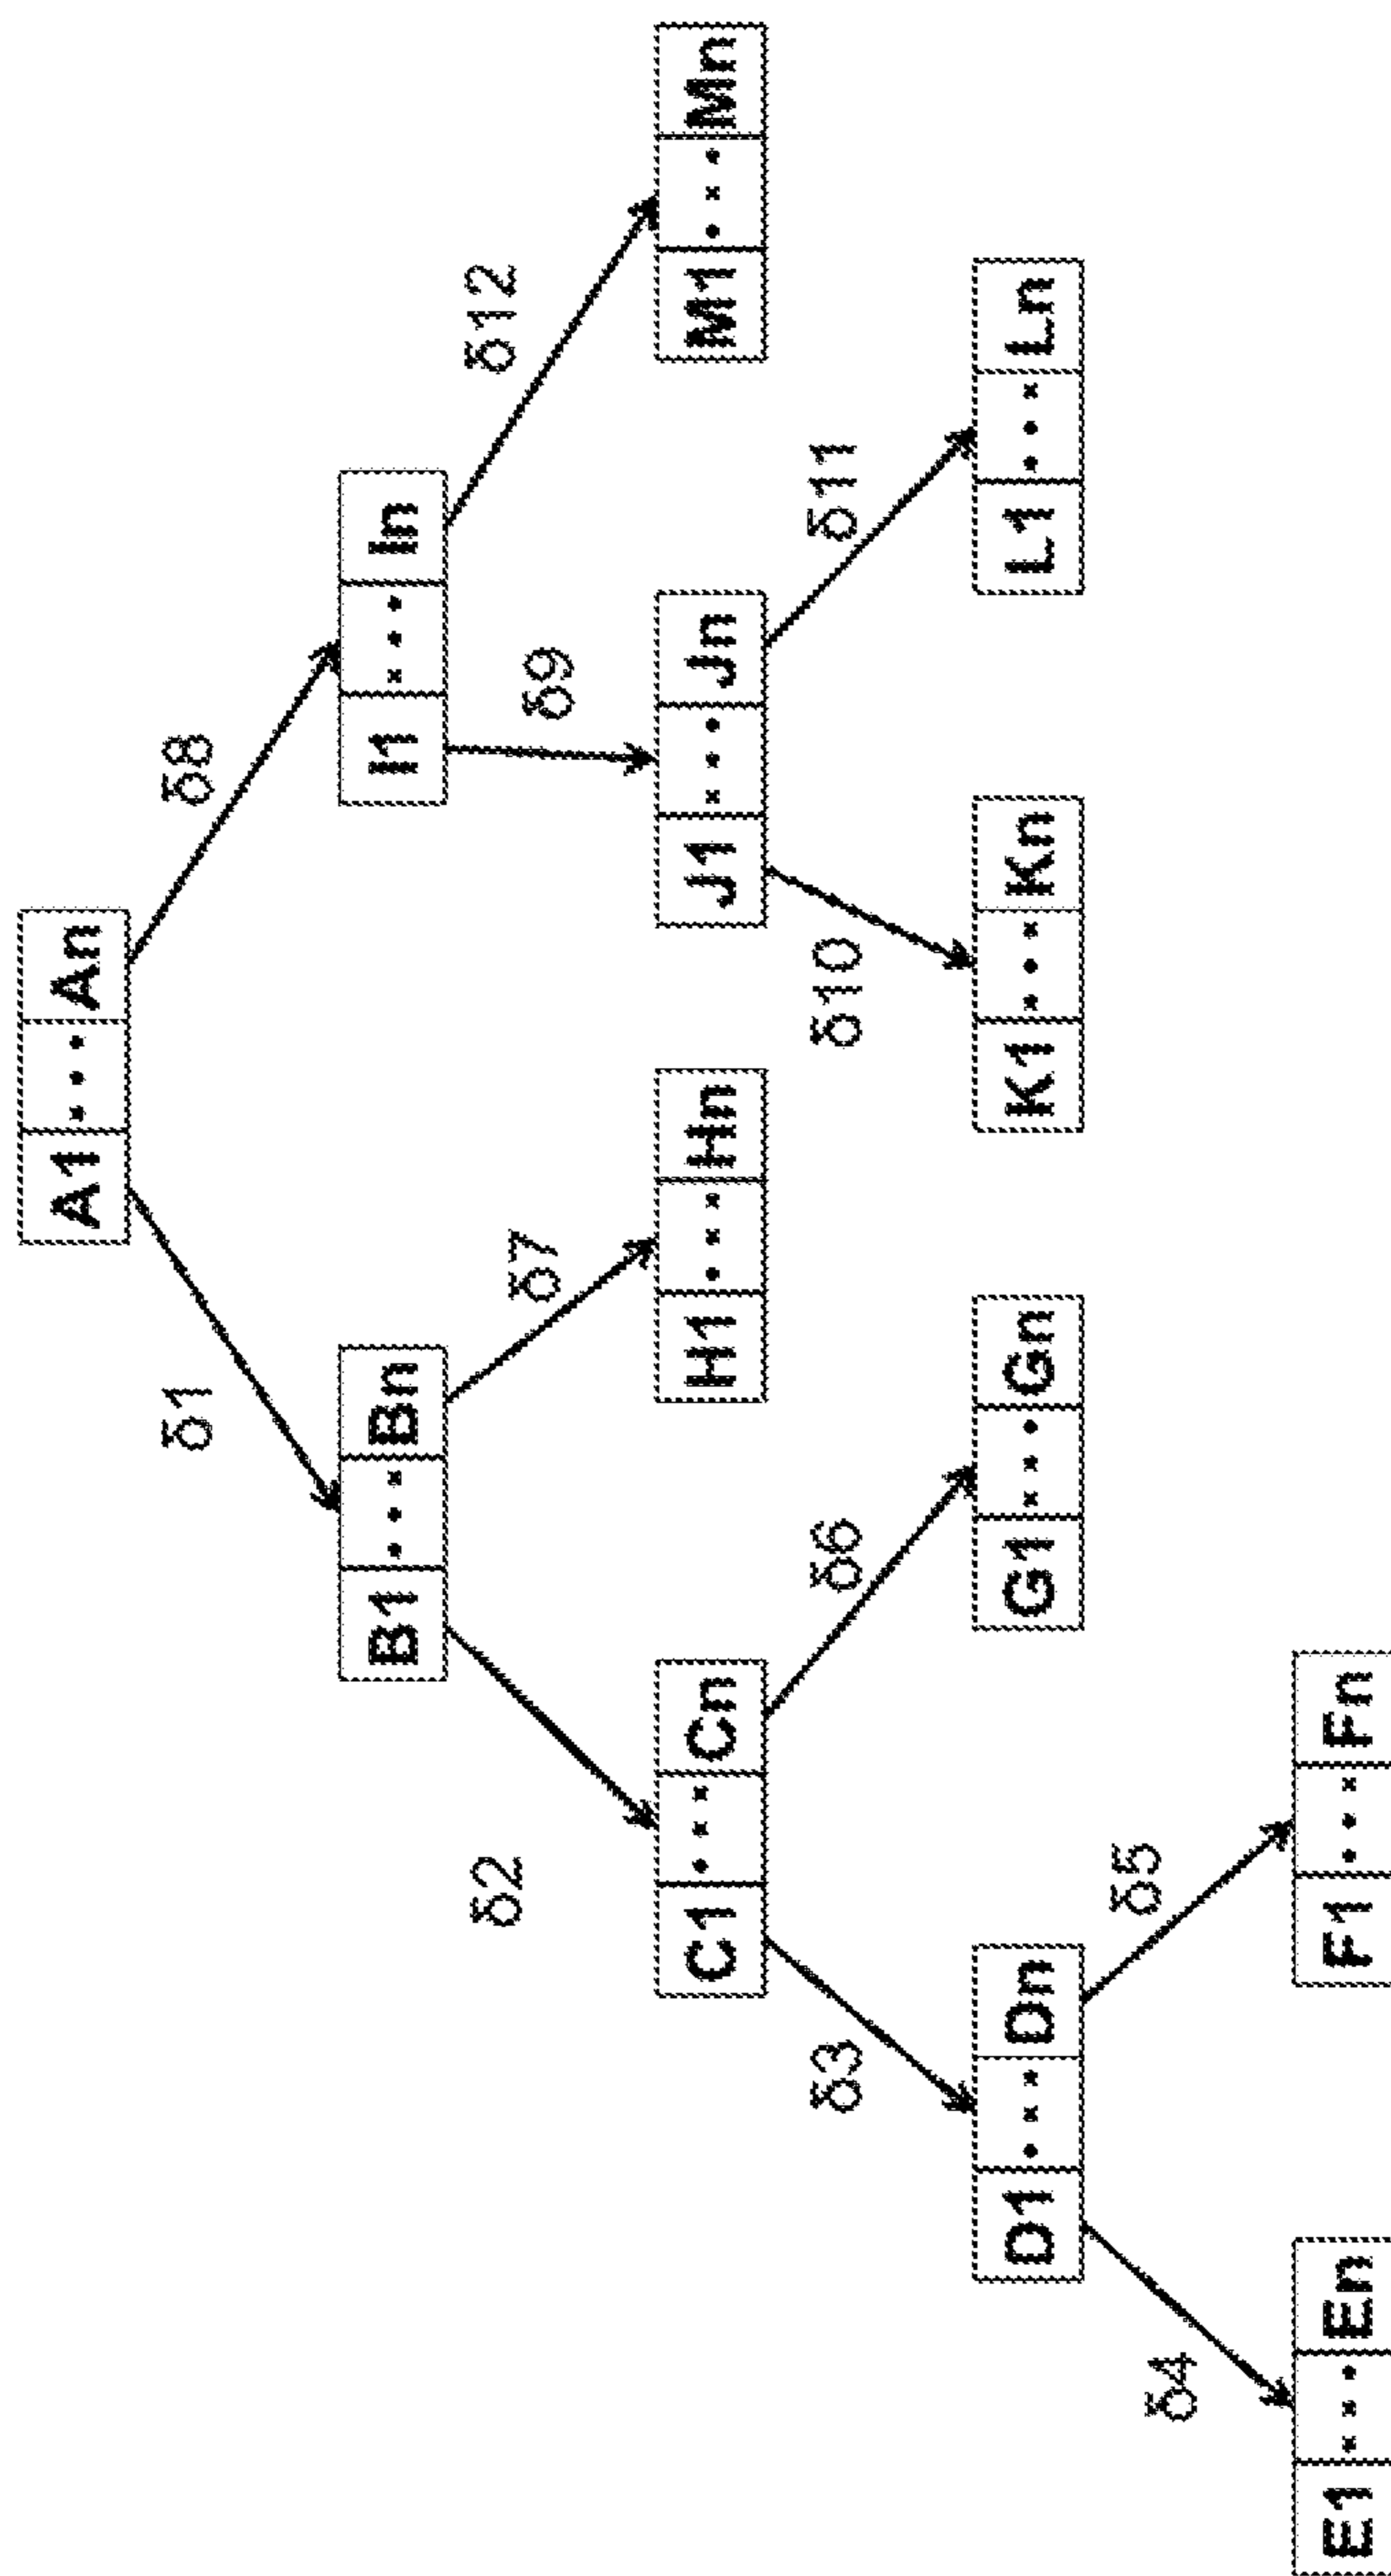 A1 ... An
δ1 δ8
B1 ... Bn I1 ... In
δ2 δ7 δ9 δ12
C1 ... Cn H1 ... Hn J1 ... Jn M1 ... Mn
δ3 δ6 δ10 δ11
D1 ... Dn G1 ... Gn K1 ... Kn L1 ... Ln
δ4 δ5
E1 ... En F1 ... Fn